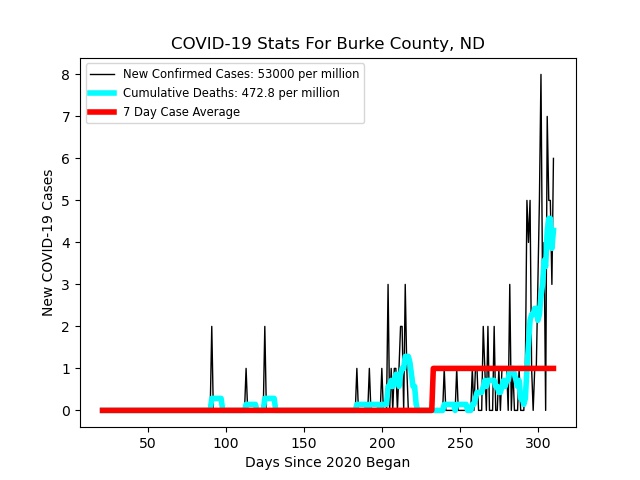 COVID-19 Stats For Burke County, ND
New Confirmed Cases: 53000 per million
Cumulative Deaths: 472.8 per million
7 Day Case Average
8
7
6
5
4
3
2
1
0
New COVID-19 Cases
50 100 150 200 250 300
Days Since 2020 Began